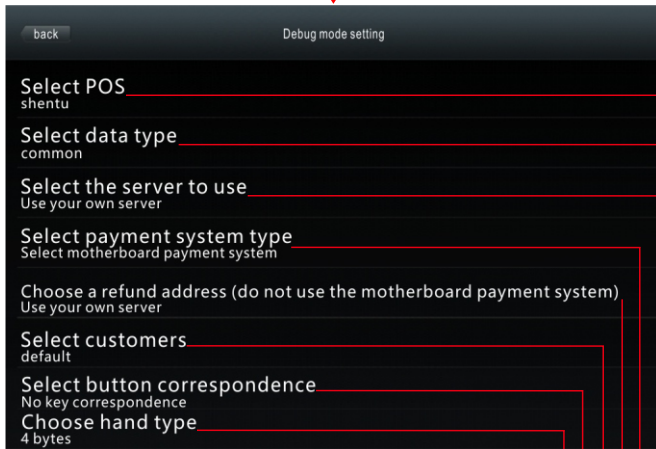 back
Debug mode setting
Select POS
shentu
Select data type
common
Select the server to use
Use your own server
Select payment system type
Select motherboard payment system
Choose a refund address (do not use the motherboard payment system)
Use your own server
Select customers
default
Select button correspondence
No key correspondence
Choose hand type
4 bytes